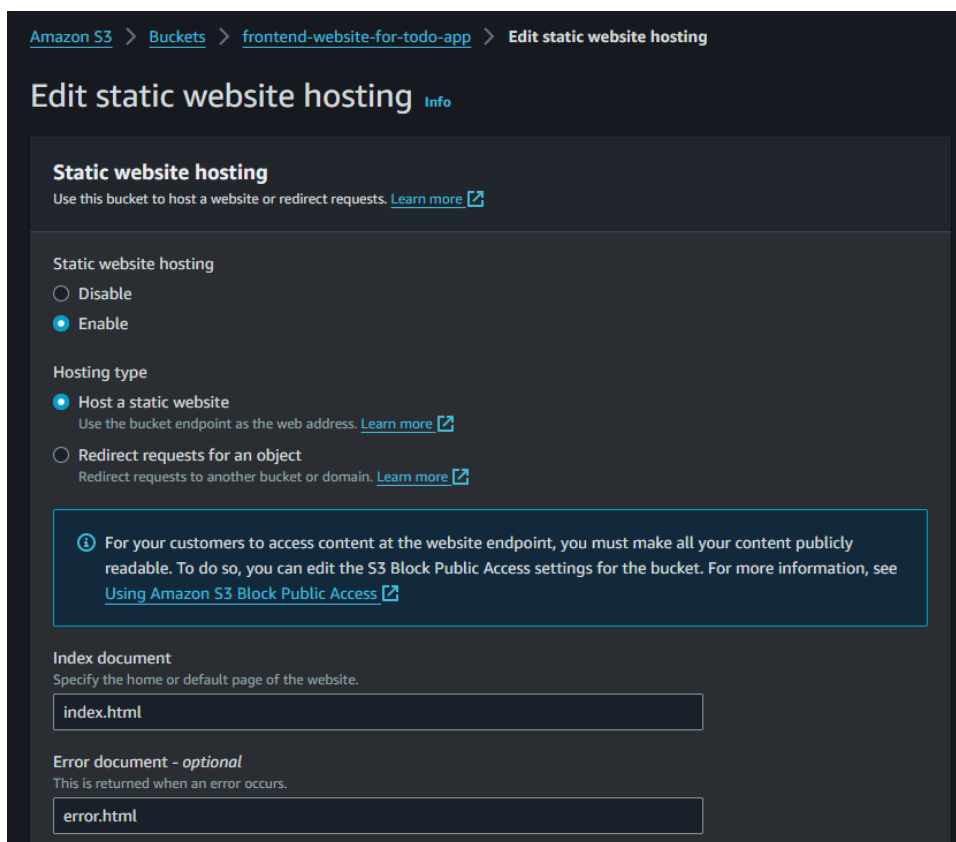 Amazon S3 > Buckets > frontend-website-for-todo-app > Edit static website hosting
Edit static website hosting Info
Static website hosting
Use this bucket to host a website or redirect requests. Learn more
Static website hosting
Disable
Enable
Hosting type
Host a static website
Use the bucket endpoint as the web address. Learn more
Redirect requests for an object
Redirect requests to another bucket or domain. Learn more
For your customers to access content at the website endpoint, you must make all your content publicly
readable. To do so, you can edit the S3 Block Public Access settings for the bucket. For more information, see
Using Amazon S3 Block Public Access
Index document
Specify the home or default page of the website.
index.html
Error document - optional
This is returned when an error occurs.
error.html